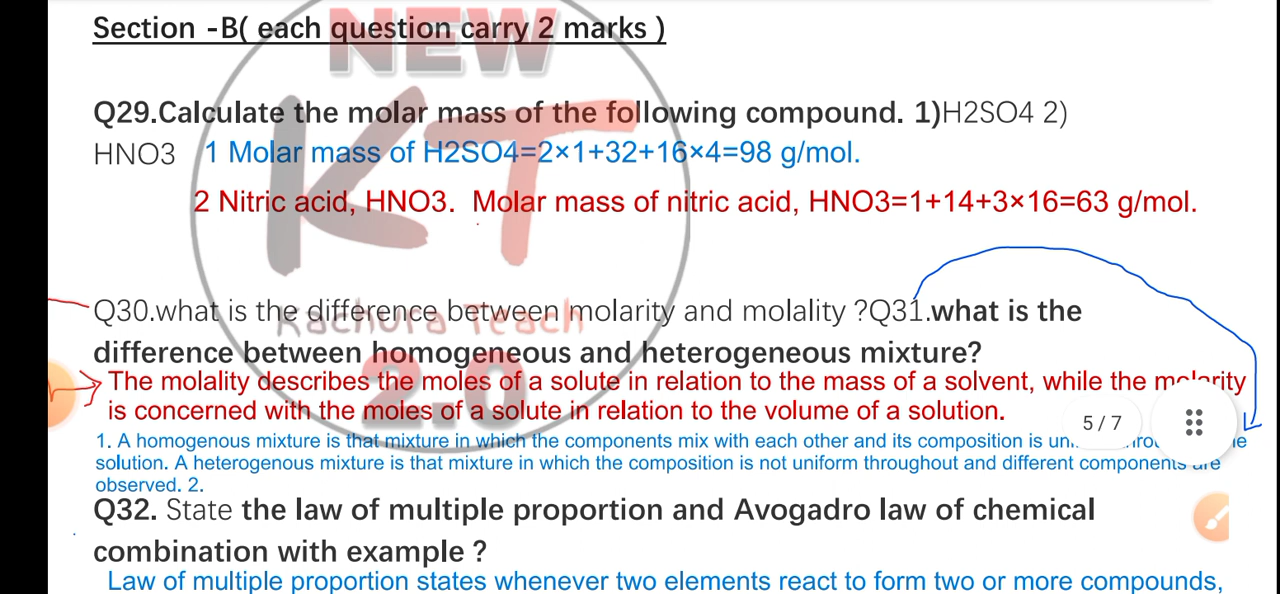 Section -B( each question carry 2 marks )
NEW
KT
Q29.Calculate the molar mass of the following compound. 1)H2SO4 2)
HNO3 1 Molar mass of H2SO4=2×1+32+16×4=98 g/mol.
2 Nitric acid, HNO3. Molar mass of nitric acid, HNO3=1+14+3×16=63 g/mol.
Q30.what is the difference between molarity and molality ?Q31.what is the
Rachura Teach
difference between homogeneous and heterogeneous mixture?
2.0
The molality describes the moles of a solute in relation to the mass of a solvent, while the molarity
is concerned with the moles of a solute in relation to the volume of a solution.
5 / 7
1. A homogenous mixture is that mixture in which the components mix with each other and its composition is
solution. A heterogenous mixture is that mixture in which the composition is not uniform throughout and different components are
observed. 2.
Q32. State the law of multiple proportion and Avogadro law of chemical
combination with example ?
Law of multiple proportion states whenever two elements react to form two or more compounds,